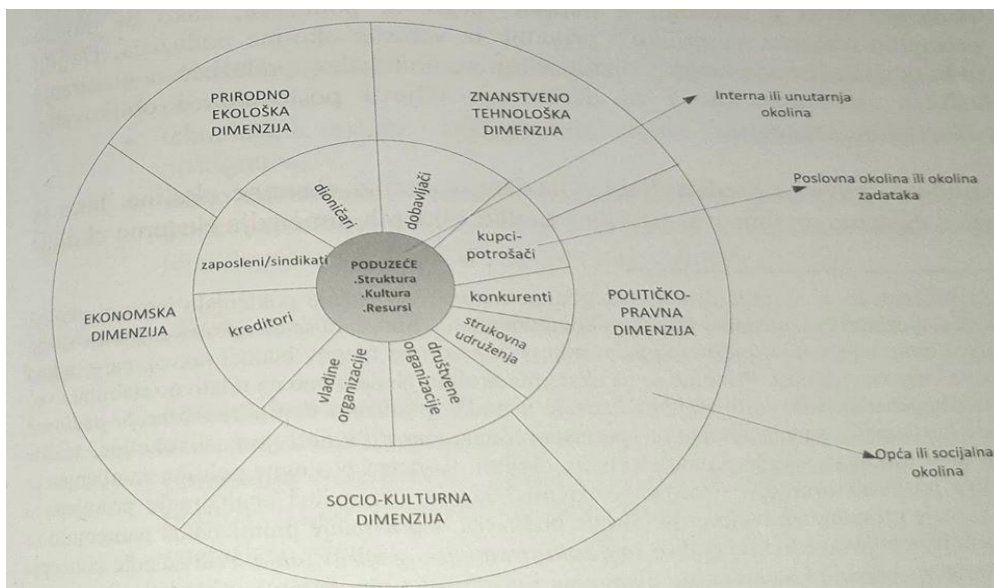 PRIRODNO
EKOLOŠKA
DIMENZIJA
ZNANSTVENO
TEHNOLOŠKA
DIMENZIJA
Interna ili unutarnja
okolina
Poslovna okolina ili okolina
zadataka
dioničari
dobavljači
kupci-
potrošači
zaposleni/sindikati
PODUZEĆE
.Struktura
.Kultura
.Resursi
konkurenti
kreditori
strukovna
udruženja
društvene
organizacije
vladine
organizacije
EKONOMSKA
DIMENZIJA
POLITIČKO-
PRAVNA
DIMENZIJA
SOCIO-KULTURNA
DIMENZIJA
Opća ili socijalna
okolina